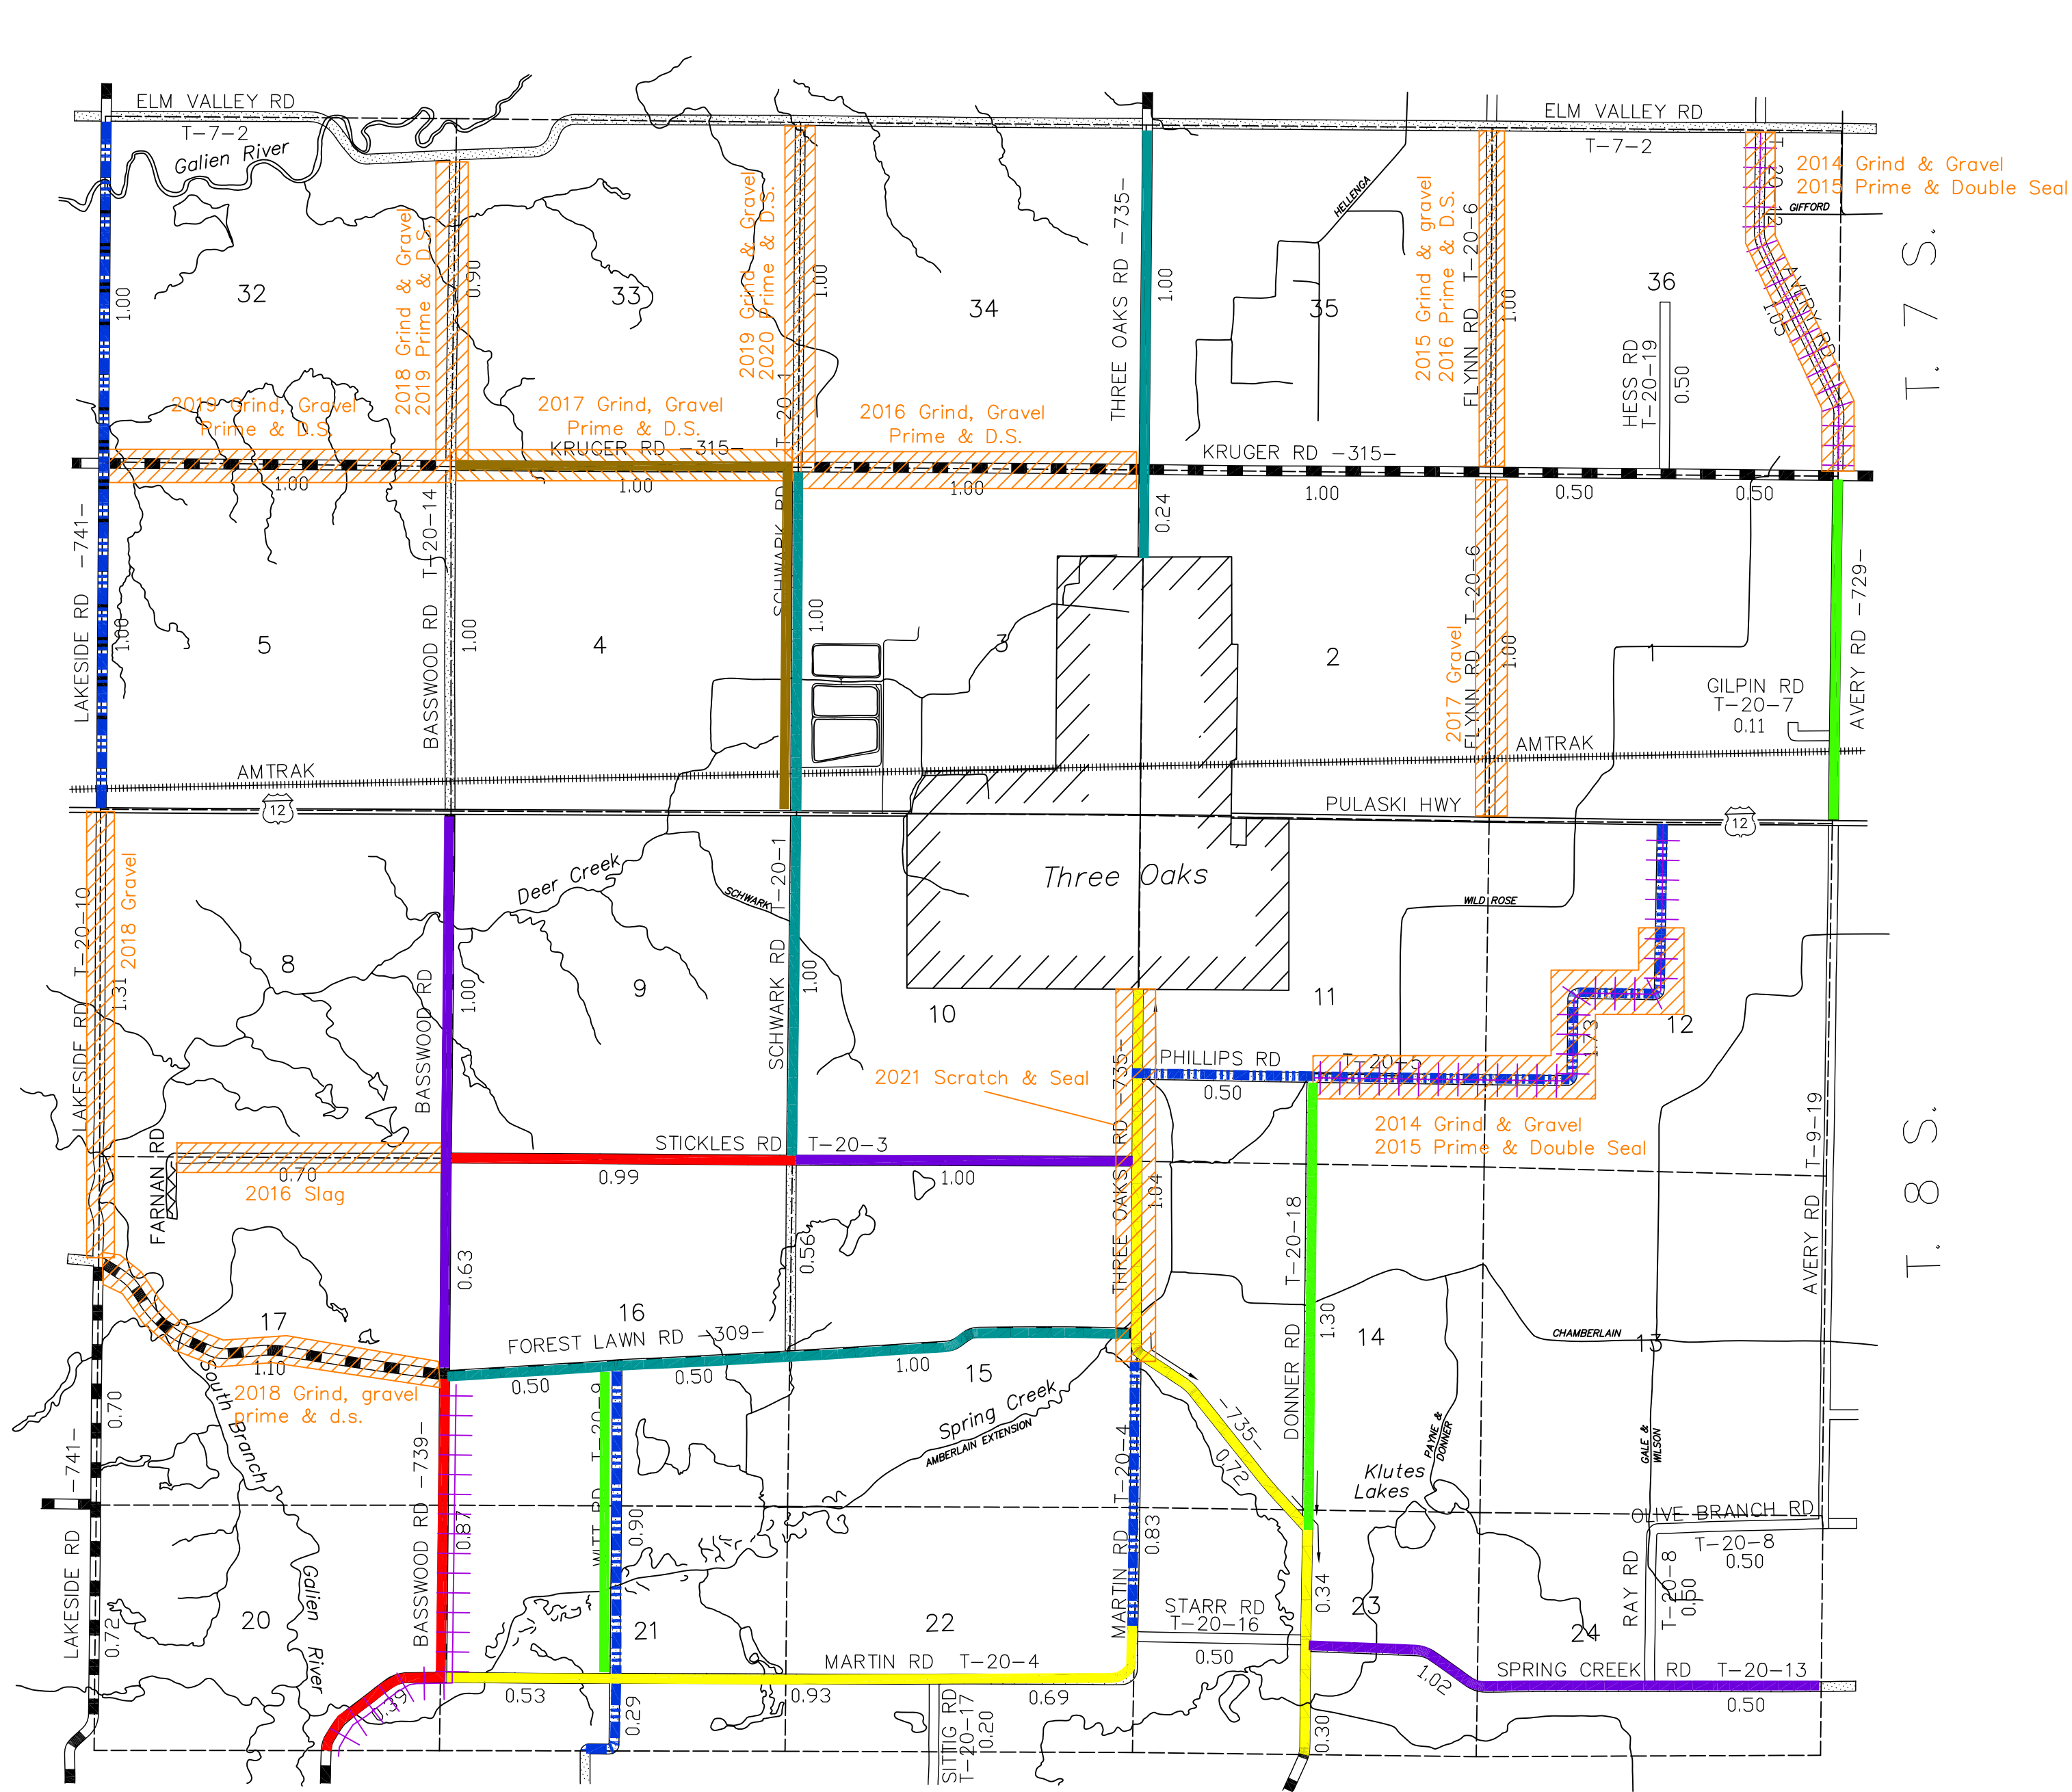 ELM VALLEY RD
T-7-2
Galien River
ELM VALLEY RD
T-7-2
2014 Grind & Gravel
2015 Prime & Double Seal
GIFFORD
T. 7 S.
T-20-12
AVERY RD
1.05
HELLENGA
32
33
34
35
36
1.00
0.90
1.00
1.00
1.00
2018 Grind & Gravel
2019 Prime & D.S.
2019 Grind & Gravel
2020 Prime & D.S.
THREE OAKS RD -735-
2015 Grind & gravel
2016 Prime & D.S.
FLYNN RD T-20-6
HESS RD
T-20-19
0.50
2019 Grind, Gravel
Prime & D.S.
2017 Grind, Gravel
Prime & D.S.
2016 Grind, Gravel
Prime & D.S.
KRUGER RD -315-
KRUGER RD -315-
T-20-1
1.00
1.00
1.00
1.00
0.50
0.50
0.24
LAKESIDE RD -741-
1.00
BASSWOOD RD T-20-14
1.00
SCHWARK RD
1.00
2017 Gravel
FLYNN RD T-20-6
1.00
AVERY RD -729-
5
4
3
2
1
GILPIN RD
T-20-7
0.11
AMTRAK
AMTRAK
12
PULASKI HWY
12
Three Oaks
Deer Creek
SCHWARK
WILD ROSE
LAKESIDE RD T-20-10
2018 Gravel
1.31
BASSWOOD RD
1.00
T-20-1
SCHWARK RD
1.00
8
9
10
11
12
1.73
2021 Scratch & Seal
THREE OAKS RD -735-
1.04
PHILLIPS RD T-20-5
0.50
2014 Grind & Gravel
2015 Prime & Double Seal
T. 8 S.
AVERY RD T-9-19
FARNAN RD
0.70
2016 Slag
STICKLES RD T-20-3
0.99
1.00
0.63
0.56
DONNER RD T-20-18
1.30
17
16
15
14
13
1.10
2018 Grind, gravel
prime & d.s.
FOREST LAWN RD -309-
0.50
0.50
1.00
CHAMBERLAIN
South Branch
Galien River
Spring Creek
AMBERLAIN EXTENSION
-735-
0.72
PAYNE &
DONNER
Klutes
Lakes
GALE &
WILSON
0.70
-741-
LAKESIDE RD
0.72
BASSWOOD RD -739-
0.87
0.39
WITT RD T-20-9
0.90
0.29
MARTIN RD T-20-4
0.83
OLIVE BRANCH RD
T-20-8
0.50
RAY RD
T-20-8
0.50
20
21
22
23
24
STARR RD
T-20-16
0.50
0.34
0.30
MARTIN RD T-20-4
0.53
0.93
0.69
SITTIG RD
T-20-17
0.20
1.02
SPRING CREEK RD T-20-13
0.50